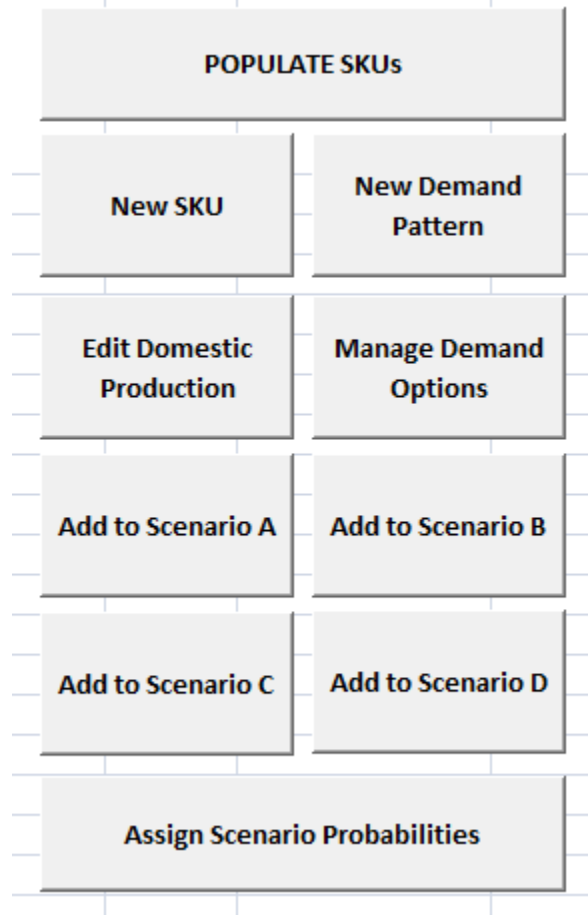 POPULATE SKUs
New SKU
New Demand
Pattern
Edit Domestic
Production
Manage Demand
Options
Add to Scenario A
Add to Scenario B
Add to Scenario C
Add to Scenario D
Assign Scenario Probabilities